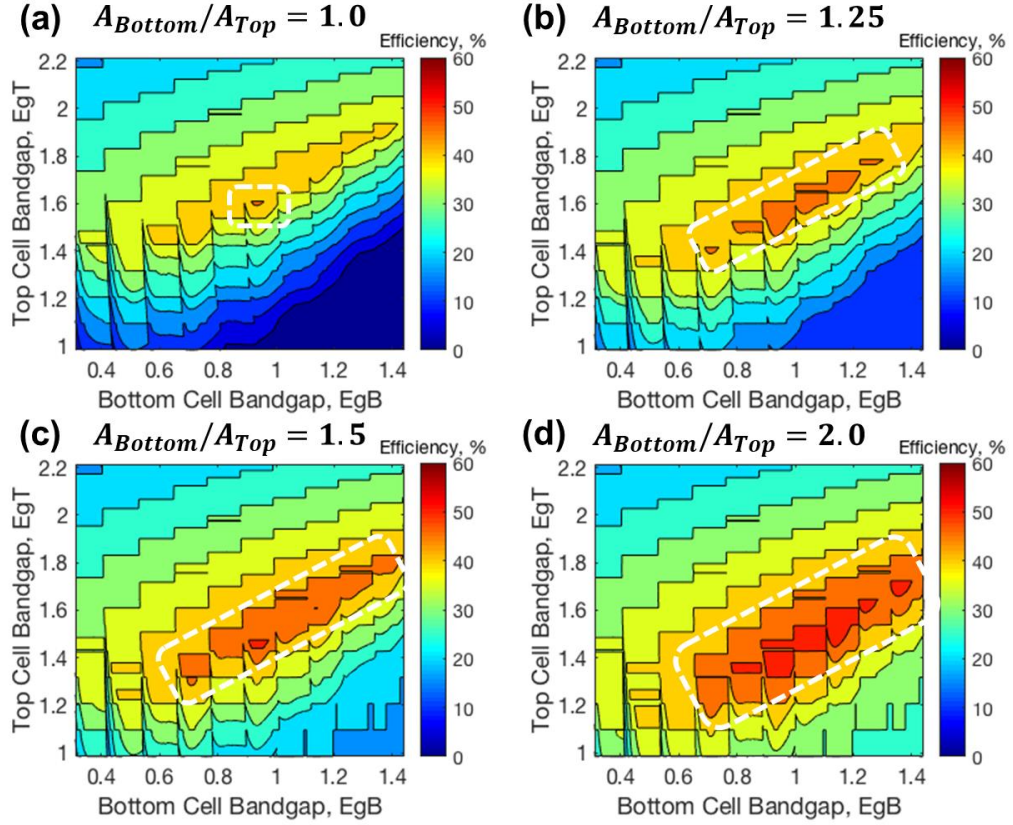 (a) A_Bottom/A_Top = 1.0
Efficiency, %
2.2
2
1.8
1.6
1.4
1.2
1
Top Cell Bandgap, EgT
0.4 0.6 0.8 1 1.2 1.4
Bottom Cell Bandgap, EgB
60
50
40
30
20
10
0
(b) A_Bottom/A_Top = 1.25
Efficiency, %
2.2
2
1.8
1.6
1.4
1.2
1
Top Cell Bandgap, EgT
0.4 0.6 0.8 1 1.2 1.4
Bottom Cell Bandgap, EgB
60
50
40
30
20
10
0
(c) A_Bottom/A_Top = 1.5
Efficiency, %
2.2
2
1.8
1.6
1.4
1.2
1
Top Cell Bandgap, EgT
0.4 0.6 0.8 1 1.2 1.4
Bottom Cell Bandgap, EgB
60
50
40
30
20
10
0
(d) A_Bottom/A_Top = 2.0
Efficiency, %
2.2
2
1.8
1.6
1.4
1.2
1
Top Cell Bandgap, EgT
0.4 0.6 0.8 1 1.2 1.4
Bottom Cell Bandgap, EgB
60
50
40
30
20
10
0